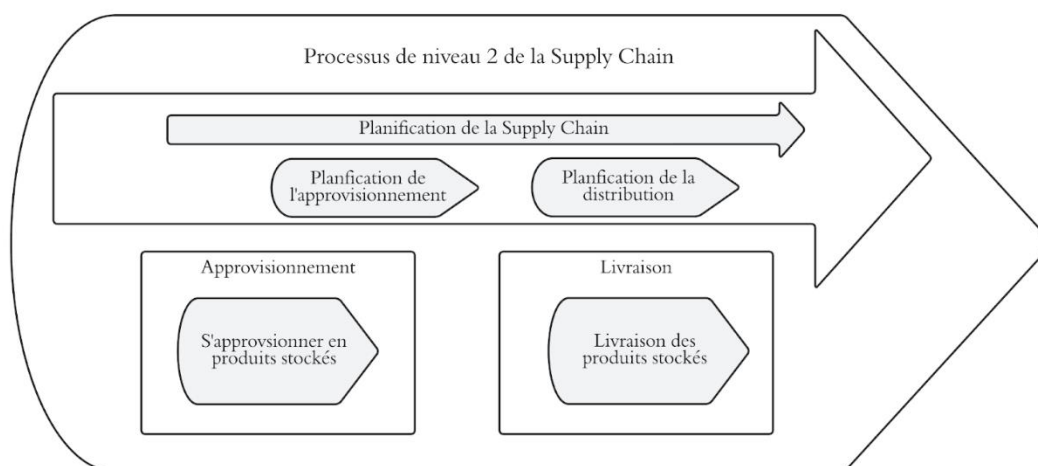 Processus de niveau 2 de la Supply Chain
Planification de la Supply Chain
Planfication de
l'approvisionnement
Planfication de la
distribution
Approvisionnement
Livraison
S'approvsionner en
produits stockés
Livraison des
produits stockés